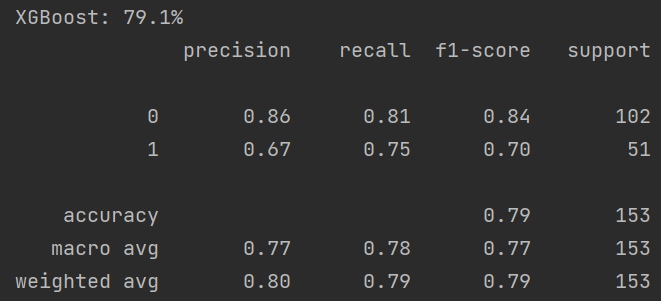 XGBoost: 79.1%
precision recall f1-score support
0 0.86 0.81 0.84 102
1 0.67 0.75 0.70 51
accuracy 0.79 153
macro avg 0.77 0.78 0.77 153
weighted avg 0.80 0.79 0.79 153